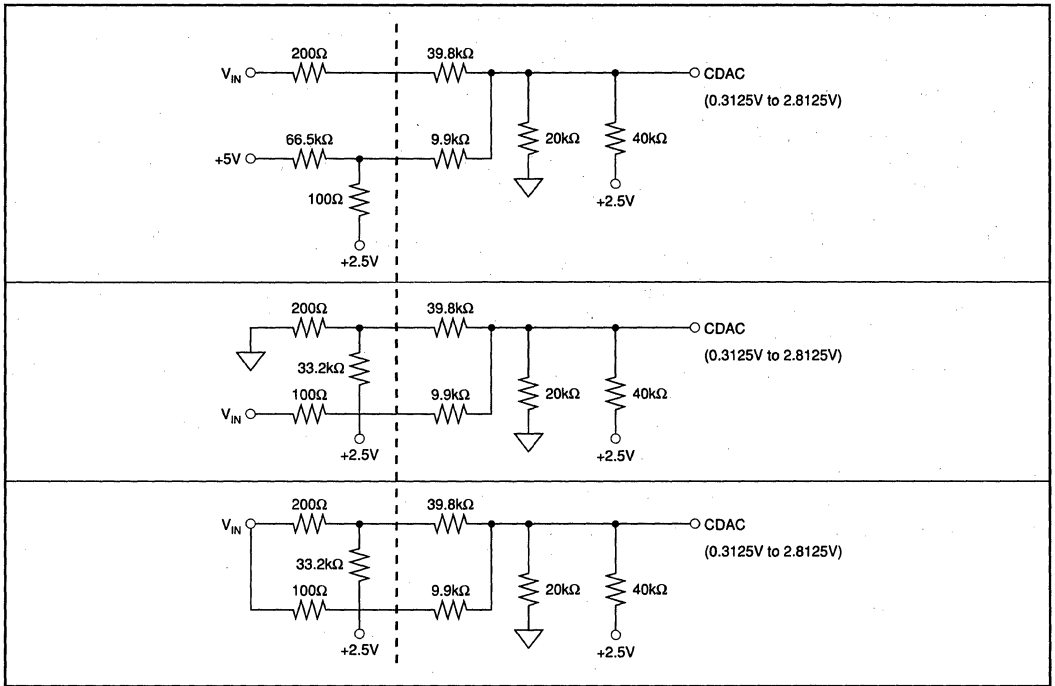 200Ω
39.8kΩ
V_IN
CDAC
(0.3125V to 2.8125V)
20kΩ
40kΩ
66.5kΩ
9.9kΩ
+5V
100Ω
+2.5V
+2.5V
200Ω
39.8kΩ
CDAC
(0.3125V to 2.8125V)
33.2kΩ
20kΩ
40kΩ
100Ω
9.9kΩ
V_IN
+2.5V
+2.5V
200Ω
39.8kΩ
V_IN
CDAC
(0.3125V to 2.8125V)
33.2kΩ
20kΩ
40kΩ
100Ω
9.9kΩ
+2.5V
+2.5V